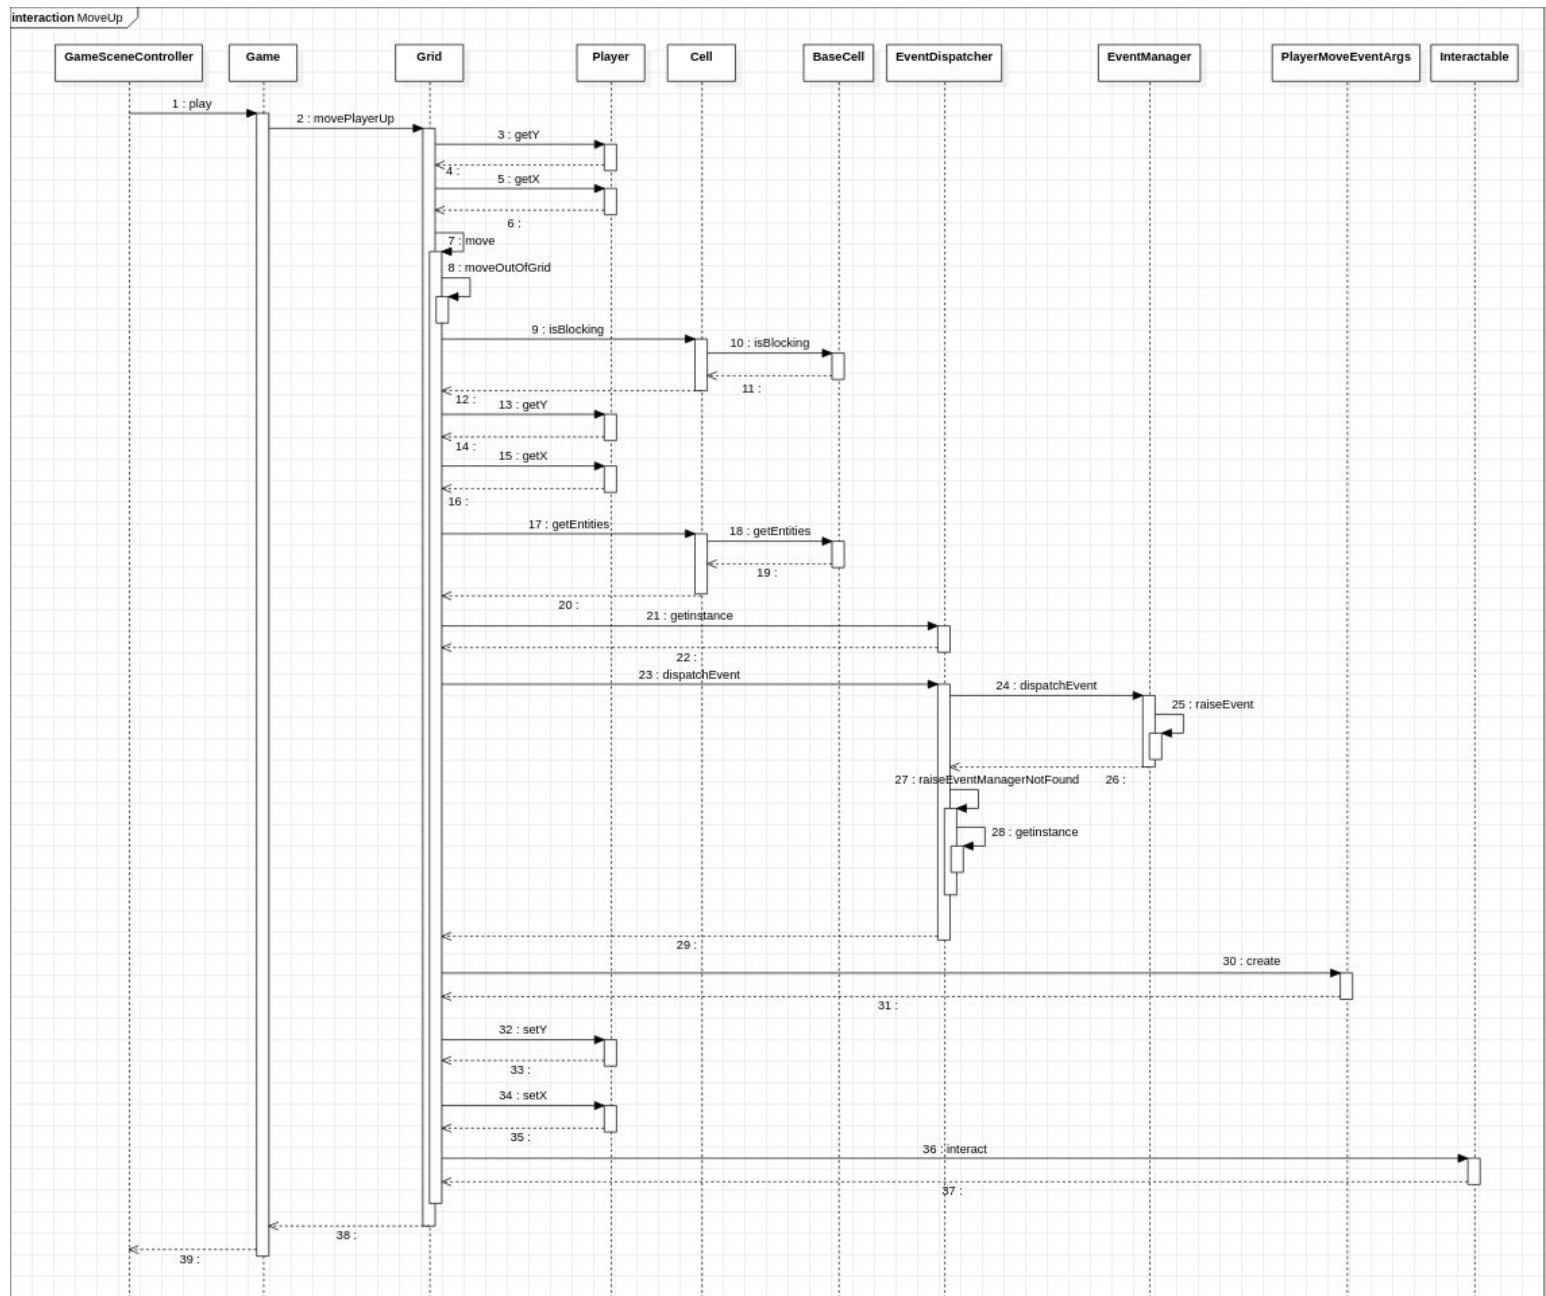 interaction MoveUp
GameSceneController Game Grid Player Cell BaseCell EventDispatcher EventManager PlayerMoveEventArgs Interactable
1 : play
2 : movePlayerUp
3 : getY
4 :
5 : getX
6 :
7 : move
8 : moveOutOfGrid
9 : isBlocking
10 : isBlocking
11 :
12 :
13 : getY
14 :
15 : getX
16 :
17 : getEntities
18 : getEntities
19 :
20 :
21 : getinstance
22 :
23 : dispatchEvent
24 : dispatchEvent
25 : raiseEvent
26 :
27 : raiseEventManagerNotFound
28 : getinstance
29 :
30 : create
31 :
32 : setY
33 :
34 : setX
35 :
36 : interact
37 :
38 :
39 :